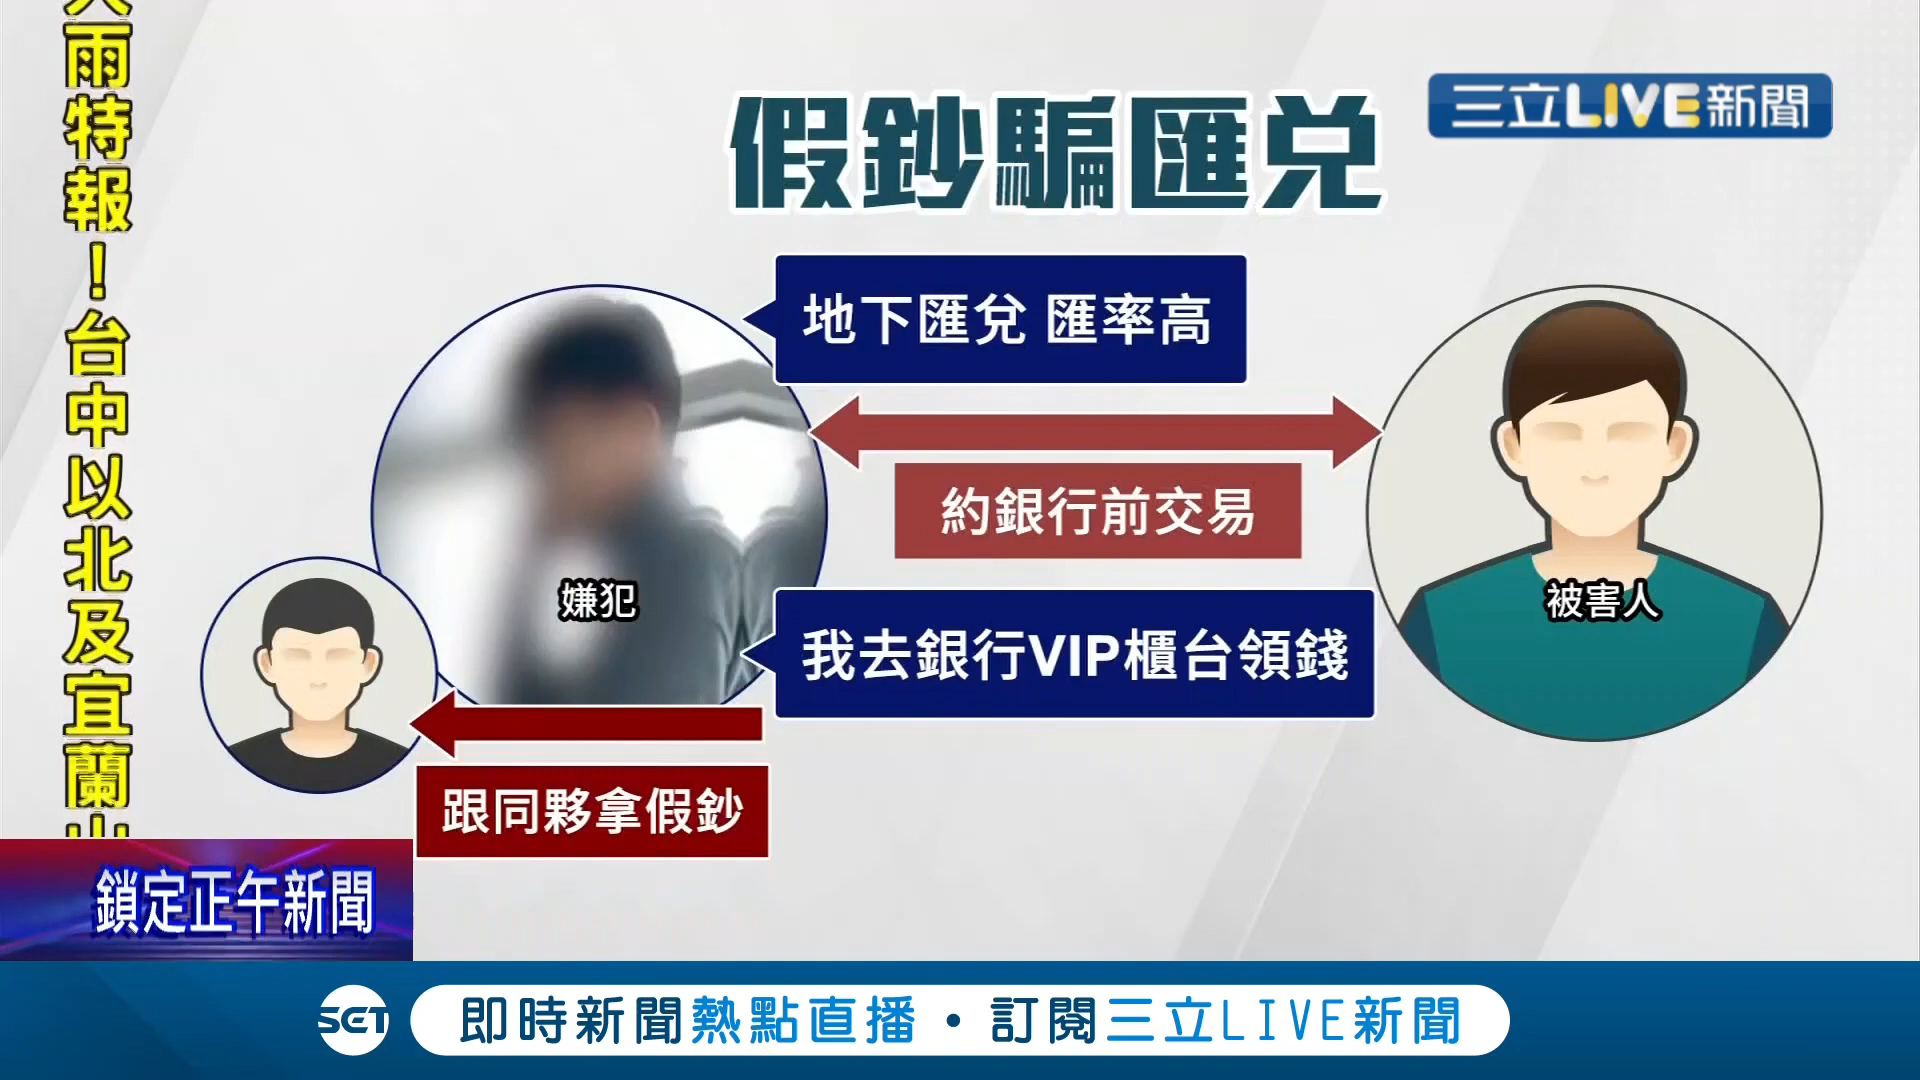 雨特報！台中以北及宜蘭山
三立LIVE新聞
假鈔騙匯兌
地下匯兌 匯率高
約銀行前交易
嫌犯
被害人
我去銀行VIP櫃台領錢
跟同夥拿假鈔
鎖定正午新聞
SET
即時新聞熱點直播・訂閱三立LIVE新聞